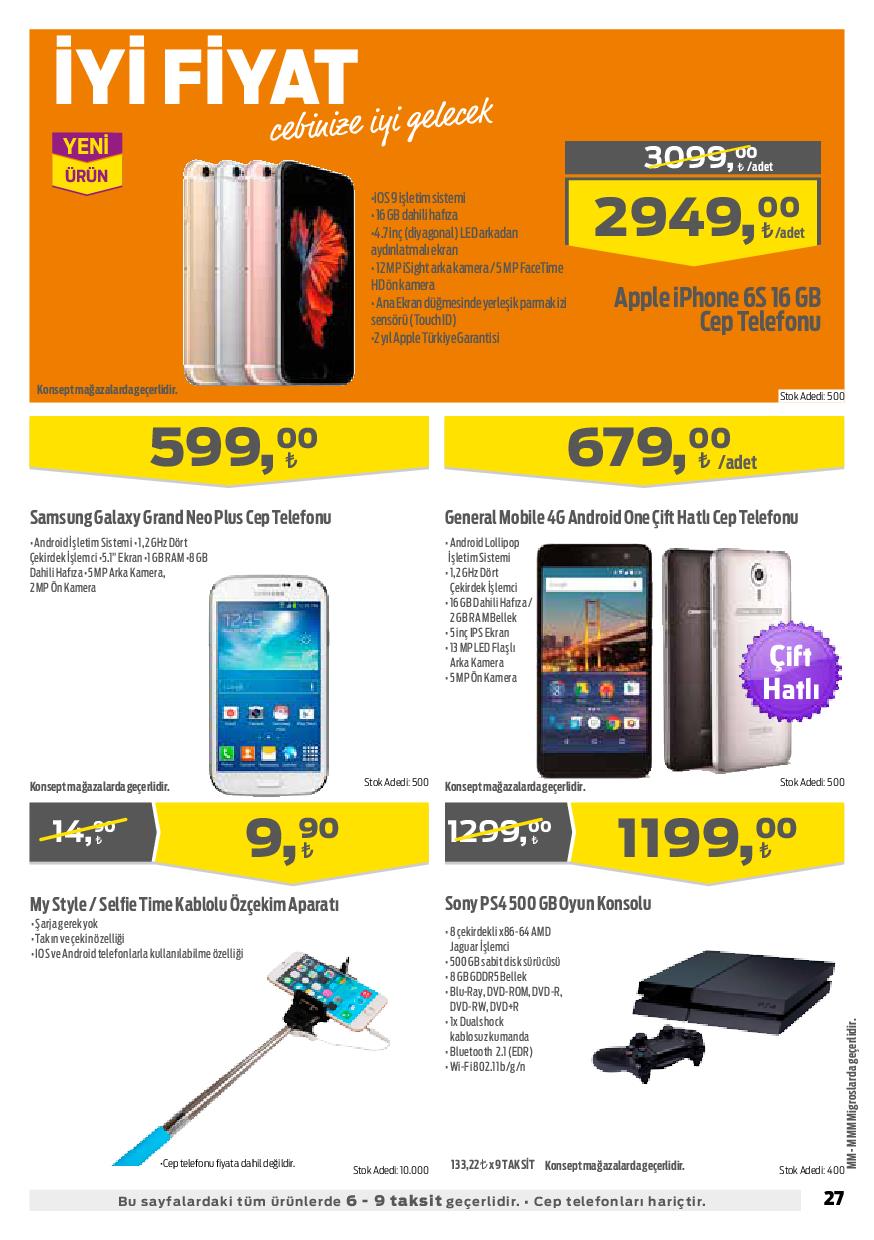 İYİ FİYAT
cebinize iyi gelecek
YENİ
ÜRÜN
3099,00
₺/adet
2949,00
₺/adet
•IOS 9 işletim sistemi
• 16 GB dahili hafıza
•4.7 inç (diyagonal) LED arkadan
aydınlatmalı ekran
• 12 MP iSight arka kamera / 5 MP FaceTime
HD ön kamera
• Ana Ekran düğmesinde yerleşik parmak izi
sensörü (Touch ID)
•2 yıl Apple Türkiye Garantisi
Apple iPhone 6S 16 GB
Cep Telefonu
Konsept mağazalarda geçerlidir.
Stok Adedi: 500
599,00
₺
679,00
₺ /adet
Samsung Galaxy Grand Neo Plus Cep Telefonu
• Android İşletim Sistemi • 1,2 GHz Dört
Çekirdek İşlemci • 5.1" Ekran •1 GB RAM •8 GB
Dahili Hafıza • 5 MP Arka Kamera,
2 MP Ön Kamera
SAMSUNG
12:45
Konsept mağazalarda geçerlidir.
Stok Adedi: 500
General Mobile 4G Android One Çift Hatlı Cep Telefonu
• Android Lollipop
İşletim Sistemi
• 1,2 GHz Dört
Çekirdek İşlemci
• 16 GB Dahili Hafıza /
2 GB RAM Bellek
• 5 inç IPS Ekran
• 13 MP LED Flaşlı
Arka Kamera
• 5 MP Ön Kamera
Google
Çift
Hatlı
Konsept mağazalarda geçerlidir.
Stok Adedi: 500
14,90
₺
9,90
₺
1299,00
₺
1199,00
₺
My Style / Selfie Time Kablolu Özçekim Aparatı
• Şarja gerek yok
• Takın ve çekin özelliği
• IOS ve Android telefonlarla kullanılabilme özelliği
•Cep telefonu fiyata dahil değildir.
Stok Adedi: 10.000
Sony PS4 500 GB Oyun Konsolu
• 8 çekirdekli x86-64 AMD
Jaguar İşlemci
• 500 GB sabit disk sürücüsü
• 8 GB GDDR5 Bellek
• Blu-Ray, DVD-ROM, DVD-R,
DVD-RW, DVD+R
• 1x Dualshock
kablosuz kumanda
• Bluetooth 2.1 (EDR)
• Wi-Fi 802.11 b/g/n
PS4
133,22 ₺ x 9 TAKSİT Konsept mağazalarda geçerlidir.
Stok Adedi: 400
MM - MMM Migroslarda geçerlidir.
Bu sayfalardaki tüm ürünlerde 6 - 9 taksit geçerlidir. • Cep telefonları hariçtir.
27